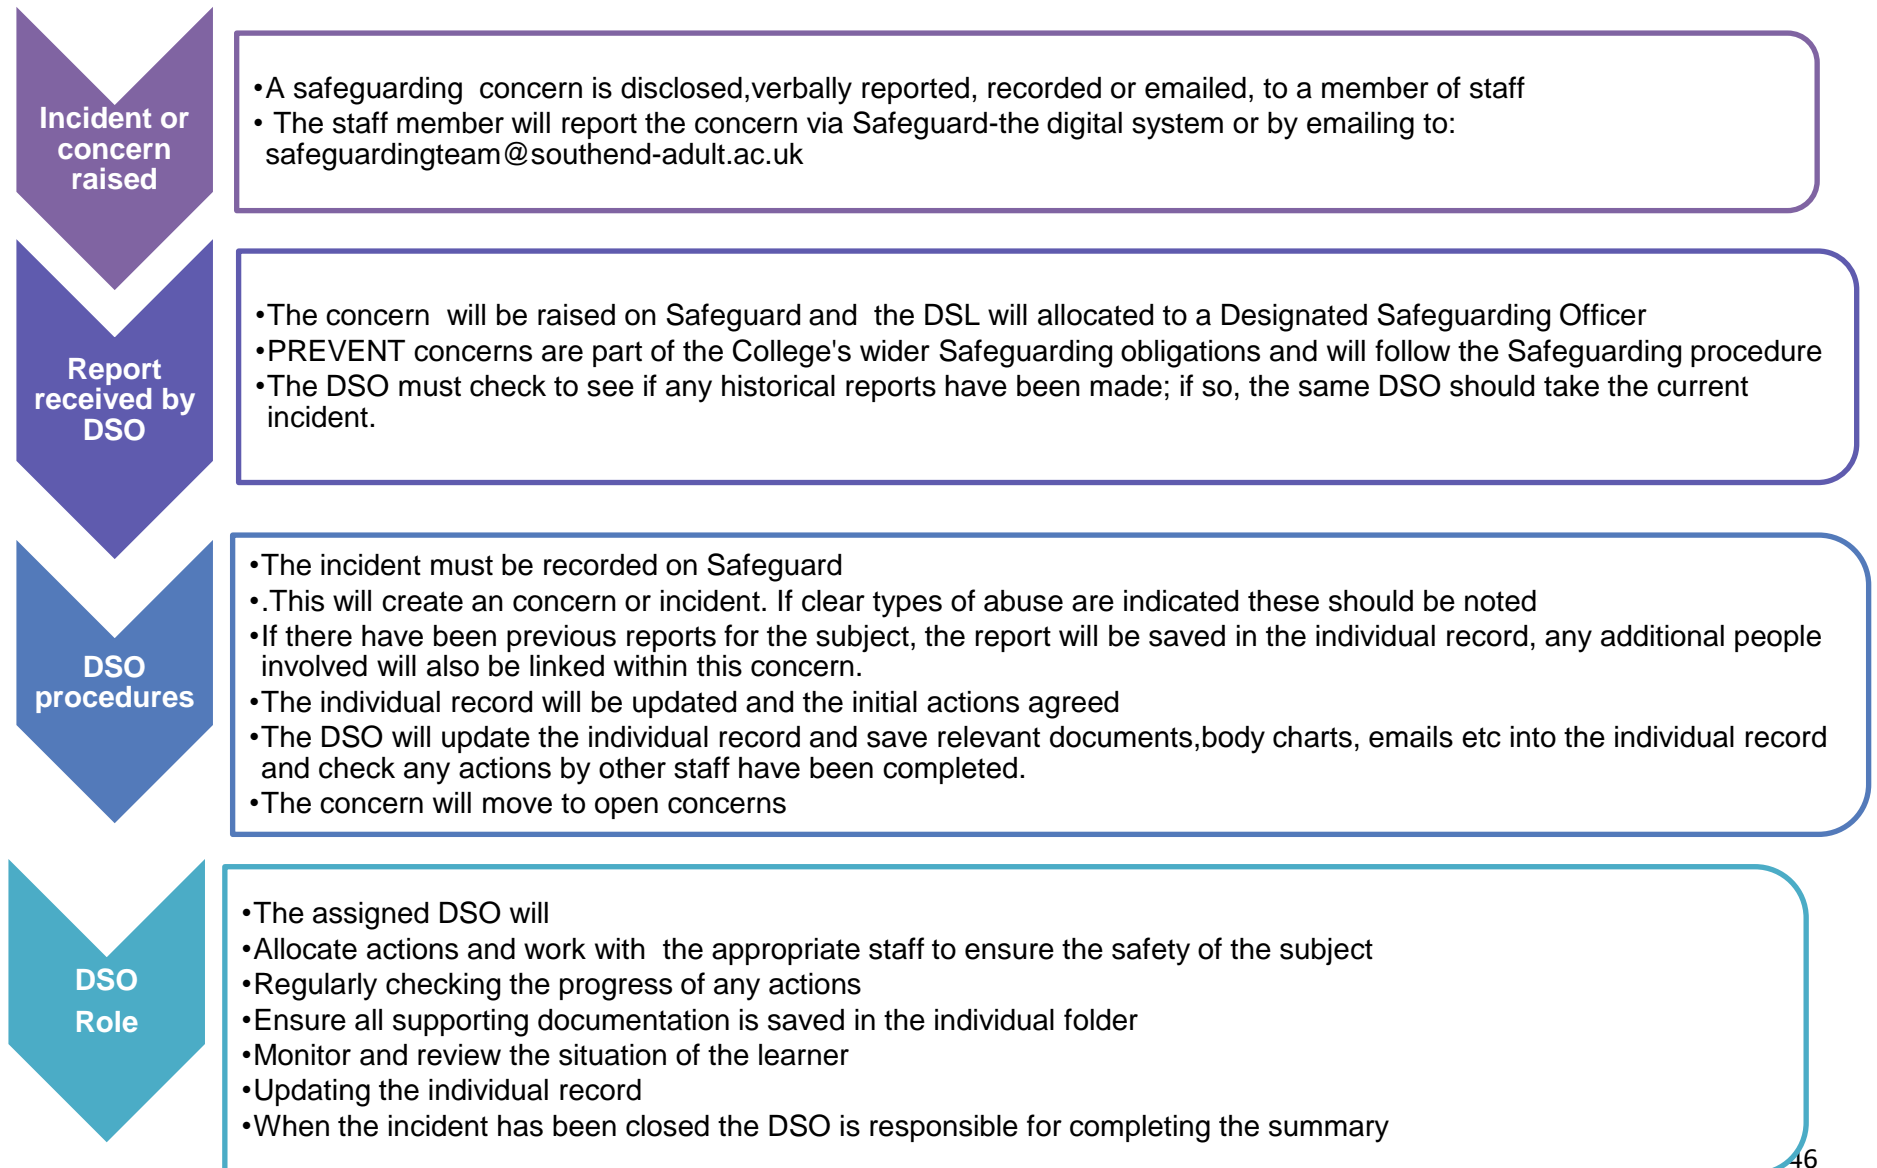 Incident or
concern
raised
•A safeguarding  concern is disclosed,verbally reported, recorded or emailed, to a member of staff
• The staff member will report the concern via Safeguard-the digital system or by emailing to:
safeguardingteam@southend-adult.ac.uk
Report
received by
DSO
•The concern  will be raised on Safeguard and  the DSL will allocated to a Designated Safeguarding Officer
•PREVENT concerns are part of the College's wider Safeguarding obligations and will follow the Safeguarding procedure
•The DSO must check to see if any historical reports have been made; if so, the same DSO should take the current
incident.
DSO
procedures
•The incident must be recorded on Safeguard
•.This will create an concern or incident. If clear types of abuse are indicated these should be noted
•If there have been previous reports for the subject, the report will be saved in the individual record, any additional people
involved will also be linked within this concern.
•The individual record will be updated and the initial actions agreed
•The DSO will update the individual record and save relevant documents,body charts, emails etc into the individual record
and check any actions by other staff have been completed.
•The concern will move to open concerns
DSO
Role
•The assigned DSO will
•Allocate actions and work with  the appropriate staff to ensure the safety of the subject
•Regularly checking the progress of any actions
•Ensure all supporting documentation is saved in the individual folder
•Monitor and review the situation of the learner
•Updating the individual record
•When the incident has been closed the DSO is responsible for completing the summary
46